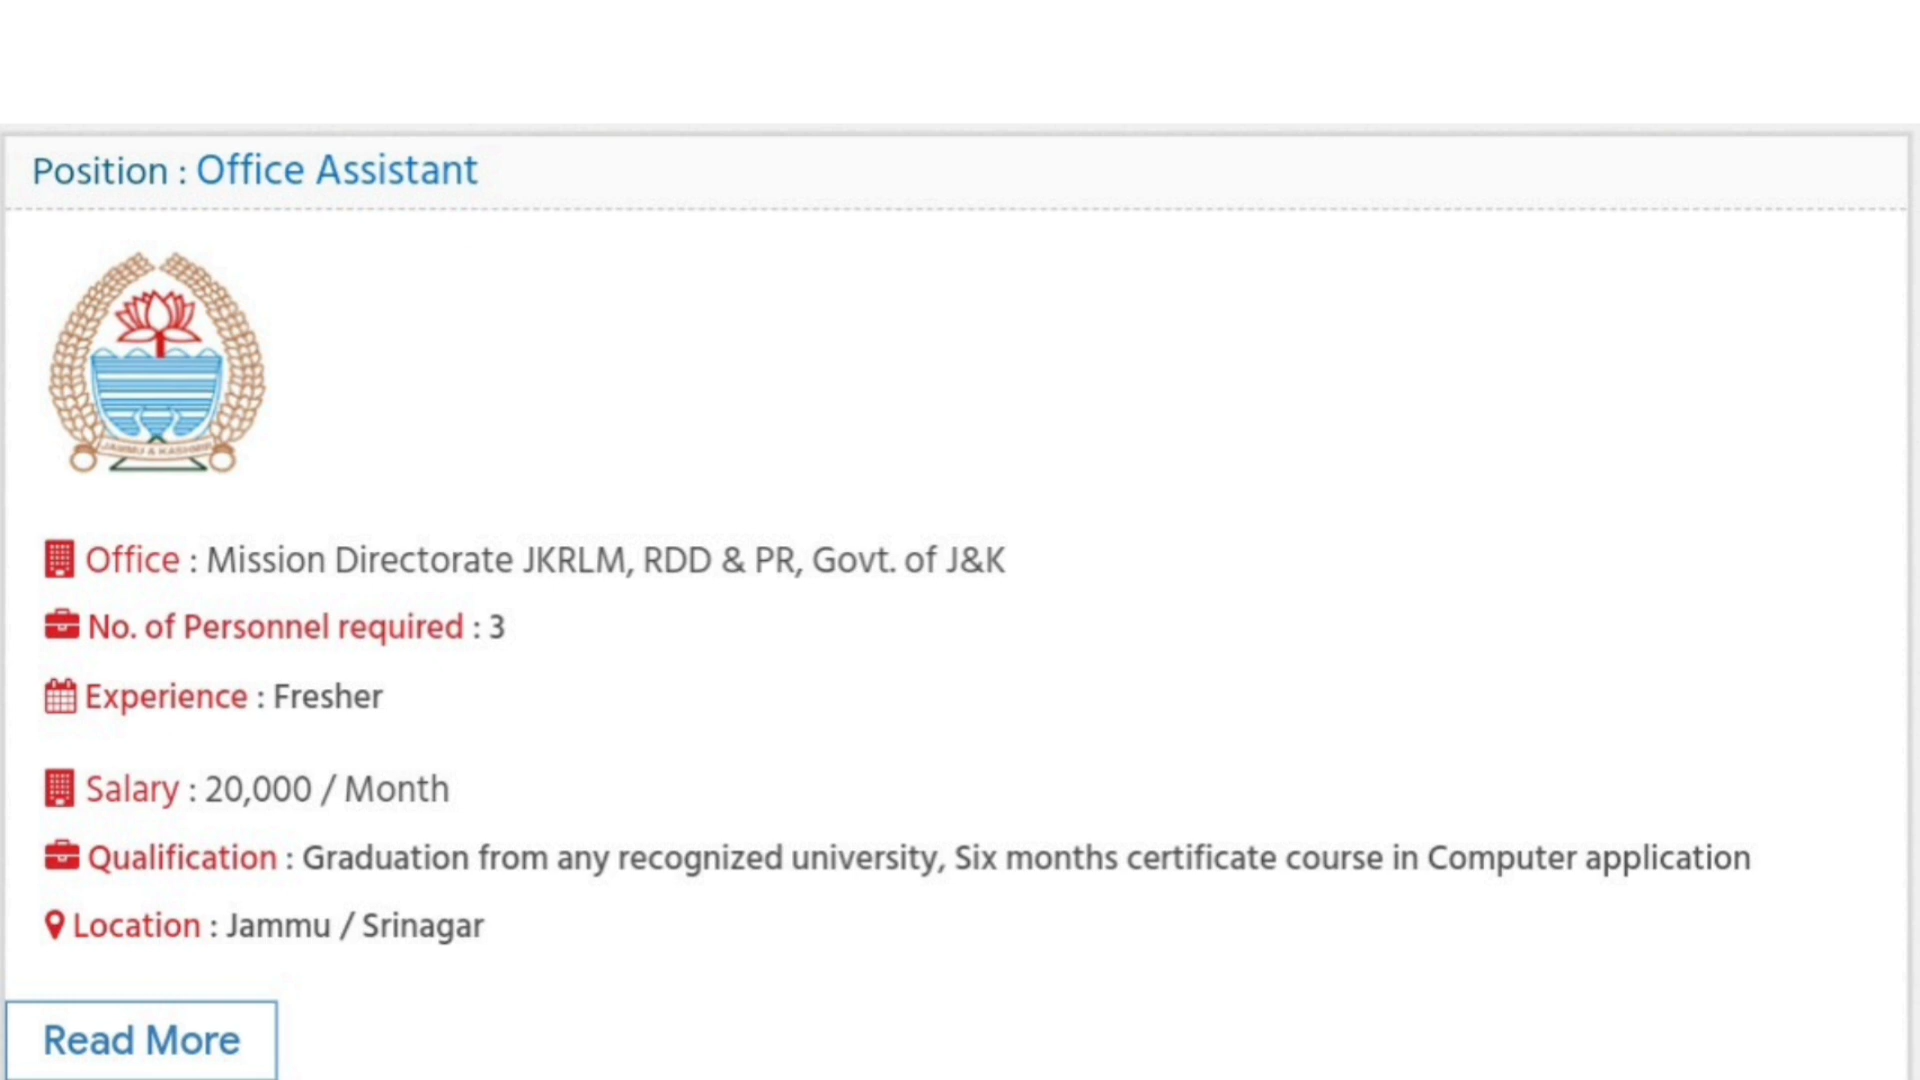 Position : Office Assistant
JAMMU & KASHMIR
Office : Mission Directorate JKRLM, RDD & PR, Govt. of J&K
No. of Personnel required : 3
Experience : Fresher
Salary : 20,000 / Month
Qualification : Graduation from any recognized university, Six months certificate course in Computer application
Location : Jammu / Srinagar
Read More